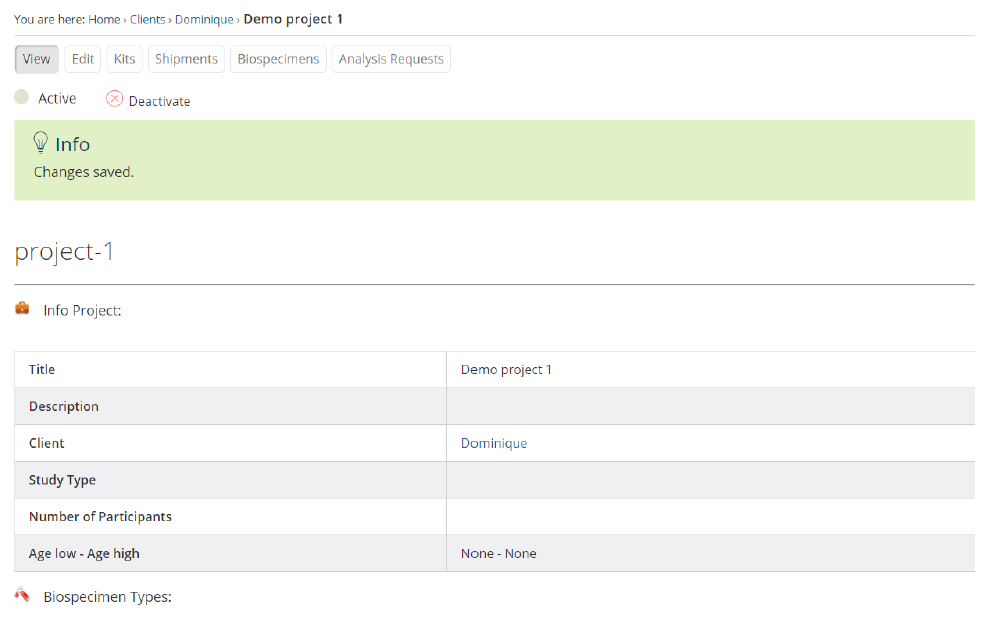 You are here: Home › Clients › Dominique › Demo project 1
View Edit Kits Shipments Biospecimens Analysis Requests
Active Deactivate
Info
Changes saved.
project-1
Info Project:
Title Demo project 1
Description
Client Dominique
Study Type
Number of Participants
Age low - Age high None - None
Biospecimen Types: